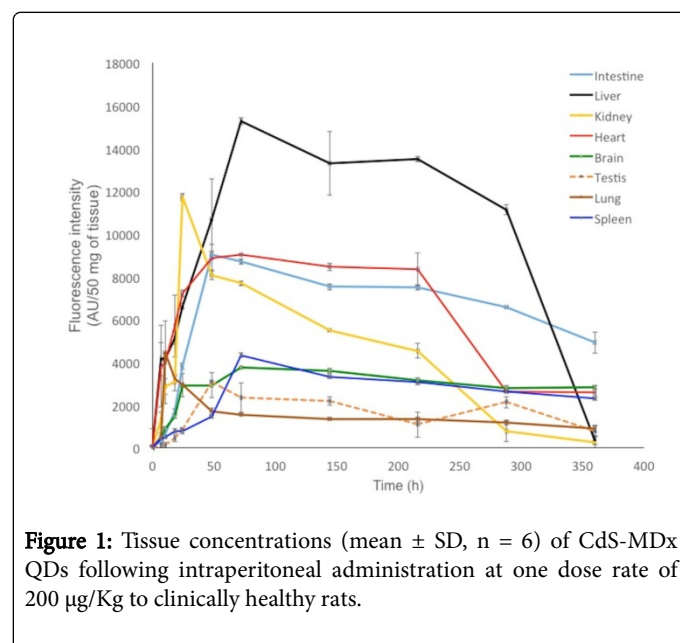 18000
16000
14000
12000
10000
8000
6000
4000
2000
0
Fluorescence intensity
(AU/50 mg of tissue)
0 50 100 150 200 250 300 350 400
Time (h)
Intestine
Liver
Kidney
Heart
Brain
Testis
Lung
Spleen
Figure 1: Tissue concentrations (mean ± SD, n = 6) of CdS-MDx
QDs following intraperitoneal administration at one dose rate of
200 μg/Kg to clinically healthy rats.